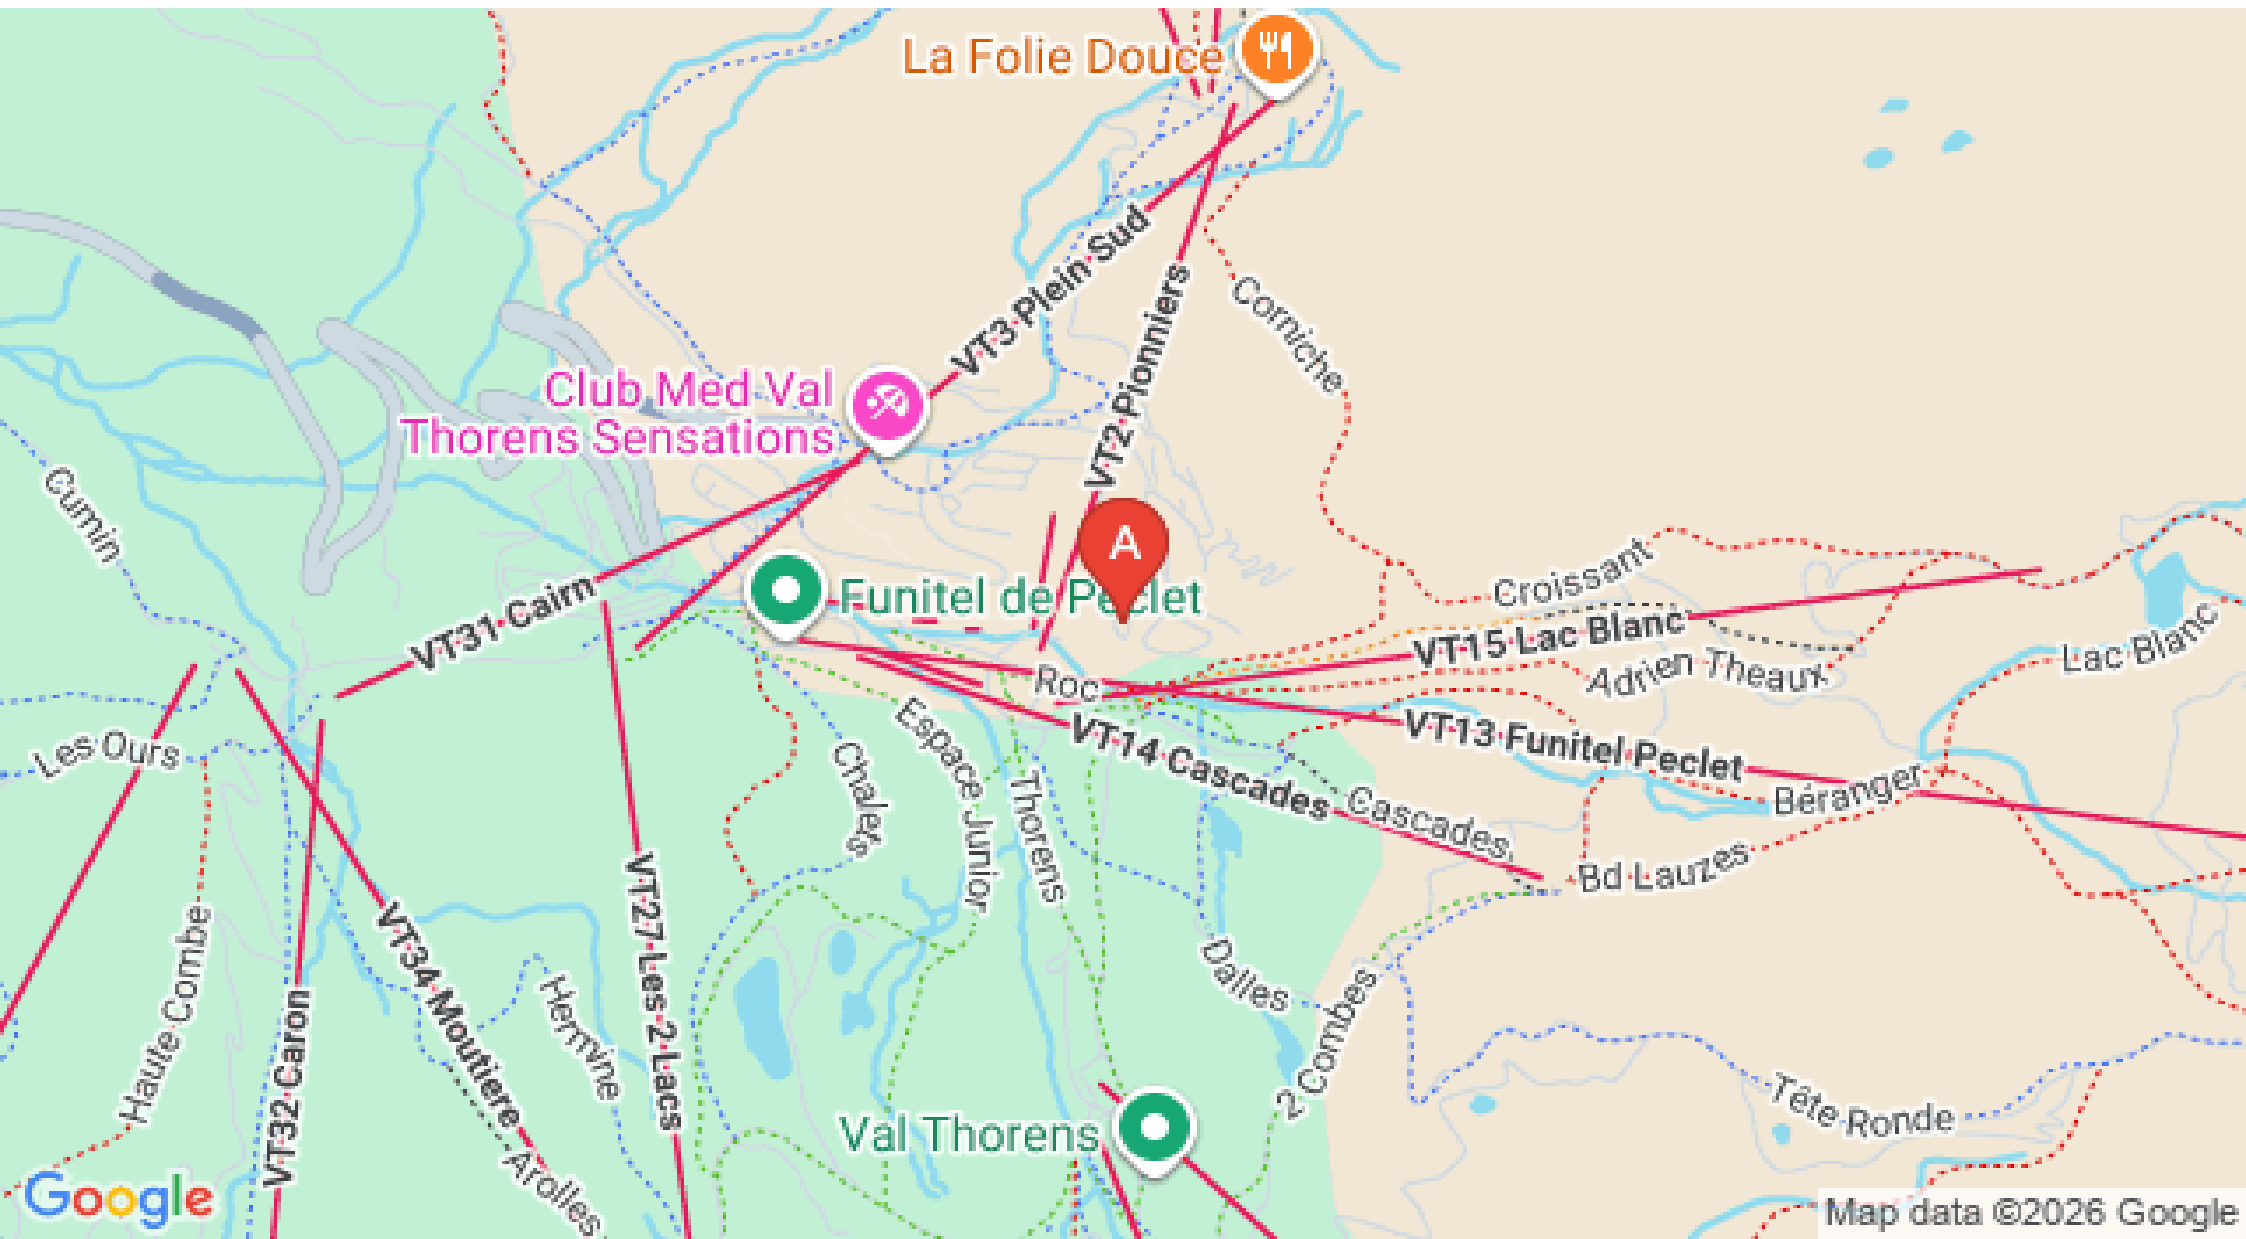 La Folie Douce
VT3 Plein Sud
VT2 Pionniers
Corniche
Club Med Val
Thorens Sensations
Cumin
A
Funitel de Peclet
Croissant
VT31 Cairn
VT15 Lac Blanc
Adrien Theaux
Lac Blanc
Roc
Les Ours
Espace Junior
Chalets
Thorens
VT14 Cascades
VT13 Funitel Peclet
Cascades
Béranger
Bd Lauzes
Haute Combe
VT32 Caron
VT34 Moutiere
Hermine
VT27 Les 2 Lacs
Dalles
2 Combes
Tête Ronde
Val Thorens
Arolles
Google
Map data ©2026 Google